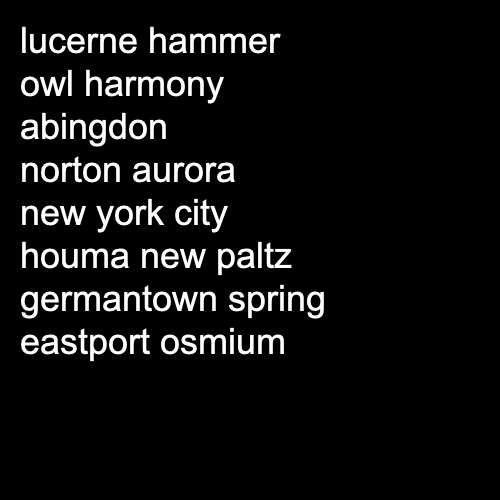 lucerne hammer
owl harmony
abingdon
norton aurora
new york city
houma new paltz
germantown spring
eastport osmium